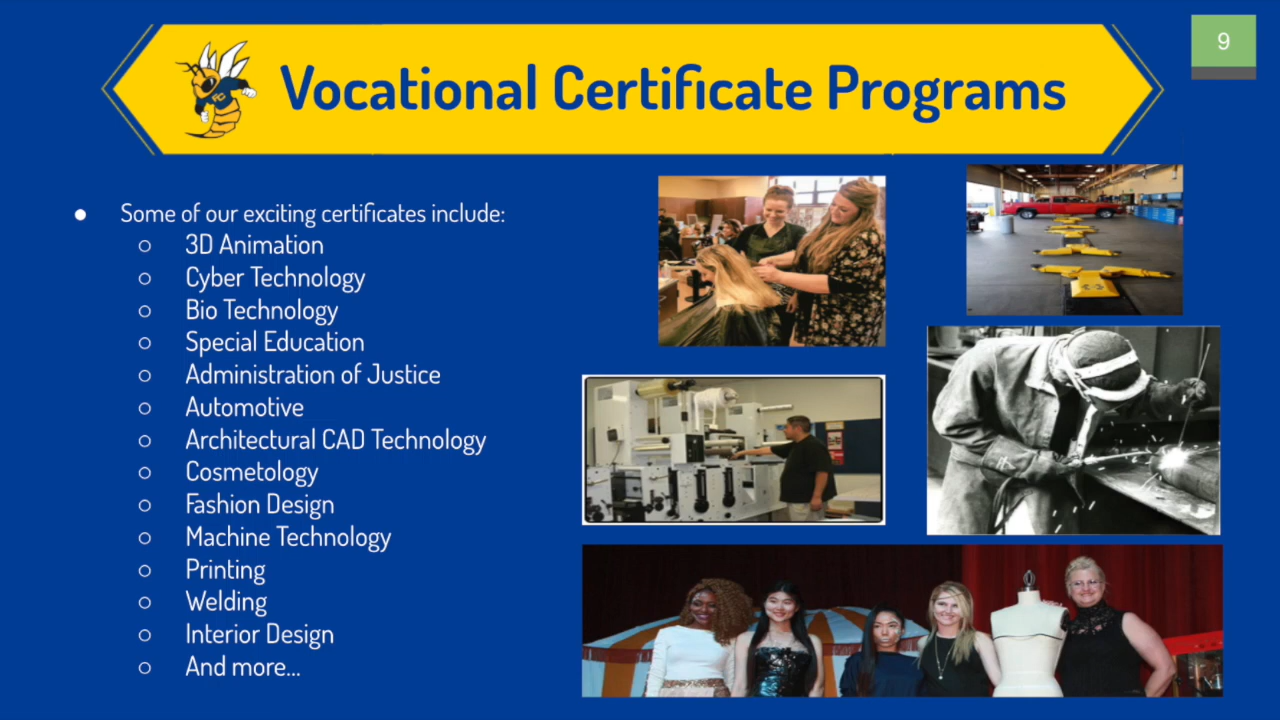 9
Vocational Certificate Programs
● Some of our exciting certificates include:
○ 3D Animation
○ Cyber Technology
○ Bio Technology
○ Special Education
○ Administration of Justice
○ Automotive
○ Architectural CAD Technology
○ Cosmetology
○ Fashion Design
○ Machine Technology
○ Printing
○ Welding
○ Interior Design
○ And more...